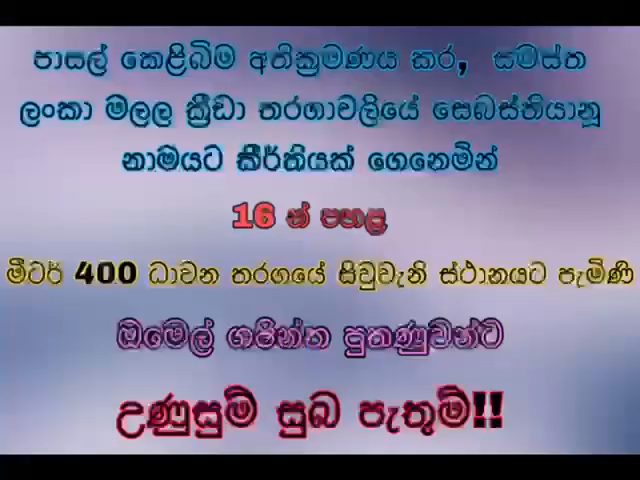 පාසල් කෙළිබිම අතික්‍රමණය කර, සමස්ත
ලංකා මලල ක්‍රීඩා තරගාවලියේ සෙබස්තියානු
නාමයට කීර්තියක් ගෙනෙමින්
16 න් පහළ
මීටර් 400 ධාවන තරගයේ සිවුවැනි ස්ථානයට පැමිණි
ඔමෙල් ශචින්ත පුතණුවන්ට
උණුසුම් සුබ පැතුම්!!